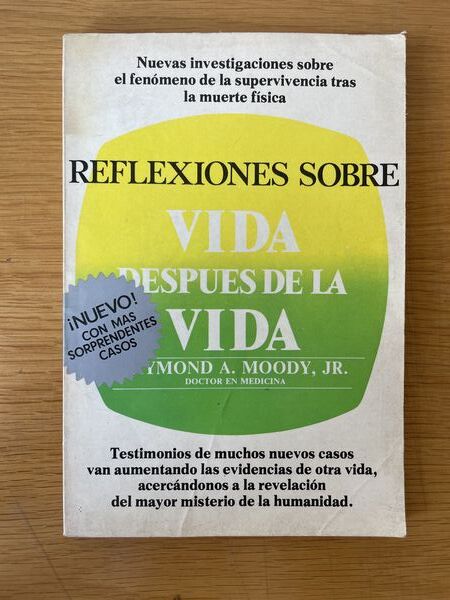 Nuevas investigaciones sobre
el fenómeno de la supervivencia tras
la muerte física
REFLEXIONES SOBRE
VIDA
DESPUES DE LA
VIDA
¡NUEVO!
CON MAS
SORPRENDENTES
CASOS
YMOND A. MOODY, JR.
DOCTOR EN MEDICINA
Testimonios de muchos nuevos casos
van aumentando las evidencias de otra vida,
acercándonos a la revelación
del mayor misterio de la humanidad.